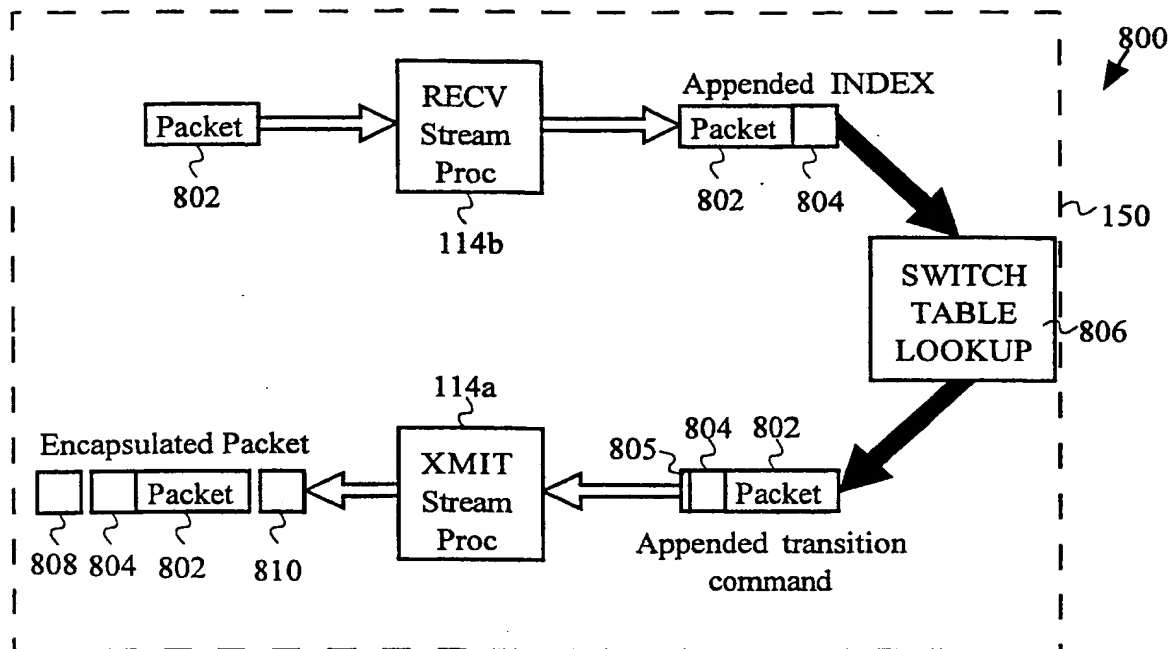 800
Packet
802
RECV
Stream
Proc
114b
Appended INDEX
Packet
802
804
150
SWITCH
TABLE
LOOKUP
806
114a
Encapsulated Packet
Packet
808
804
802
810
XMIT
Stream
Proc
805
804
802
Packet
Appended transition
command